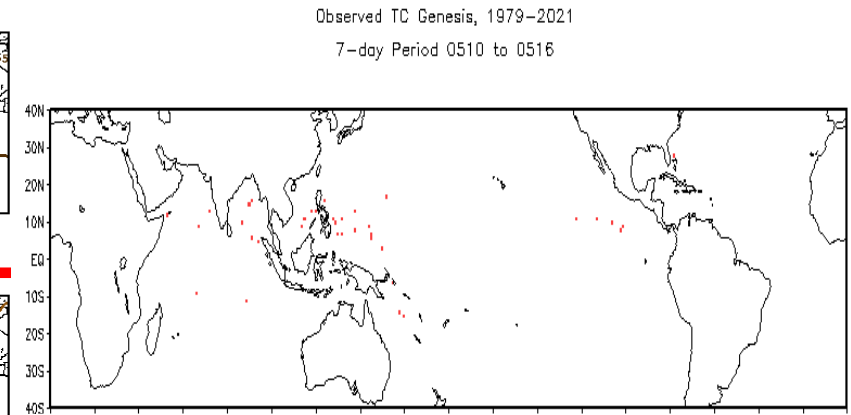 Observed TC Genesis, 1979-2021
7-day Period 0510 to 0516
40N
30N
20N
10N
EQ
10S
20S
30S
40S